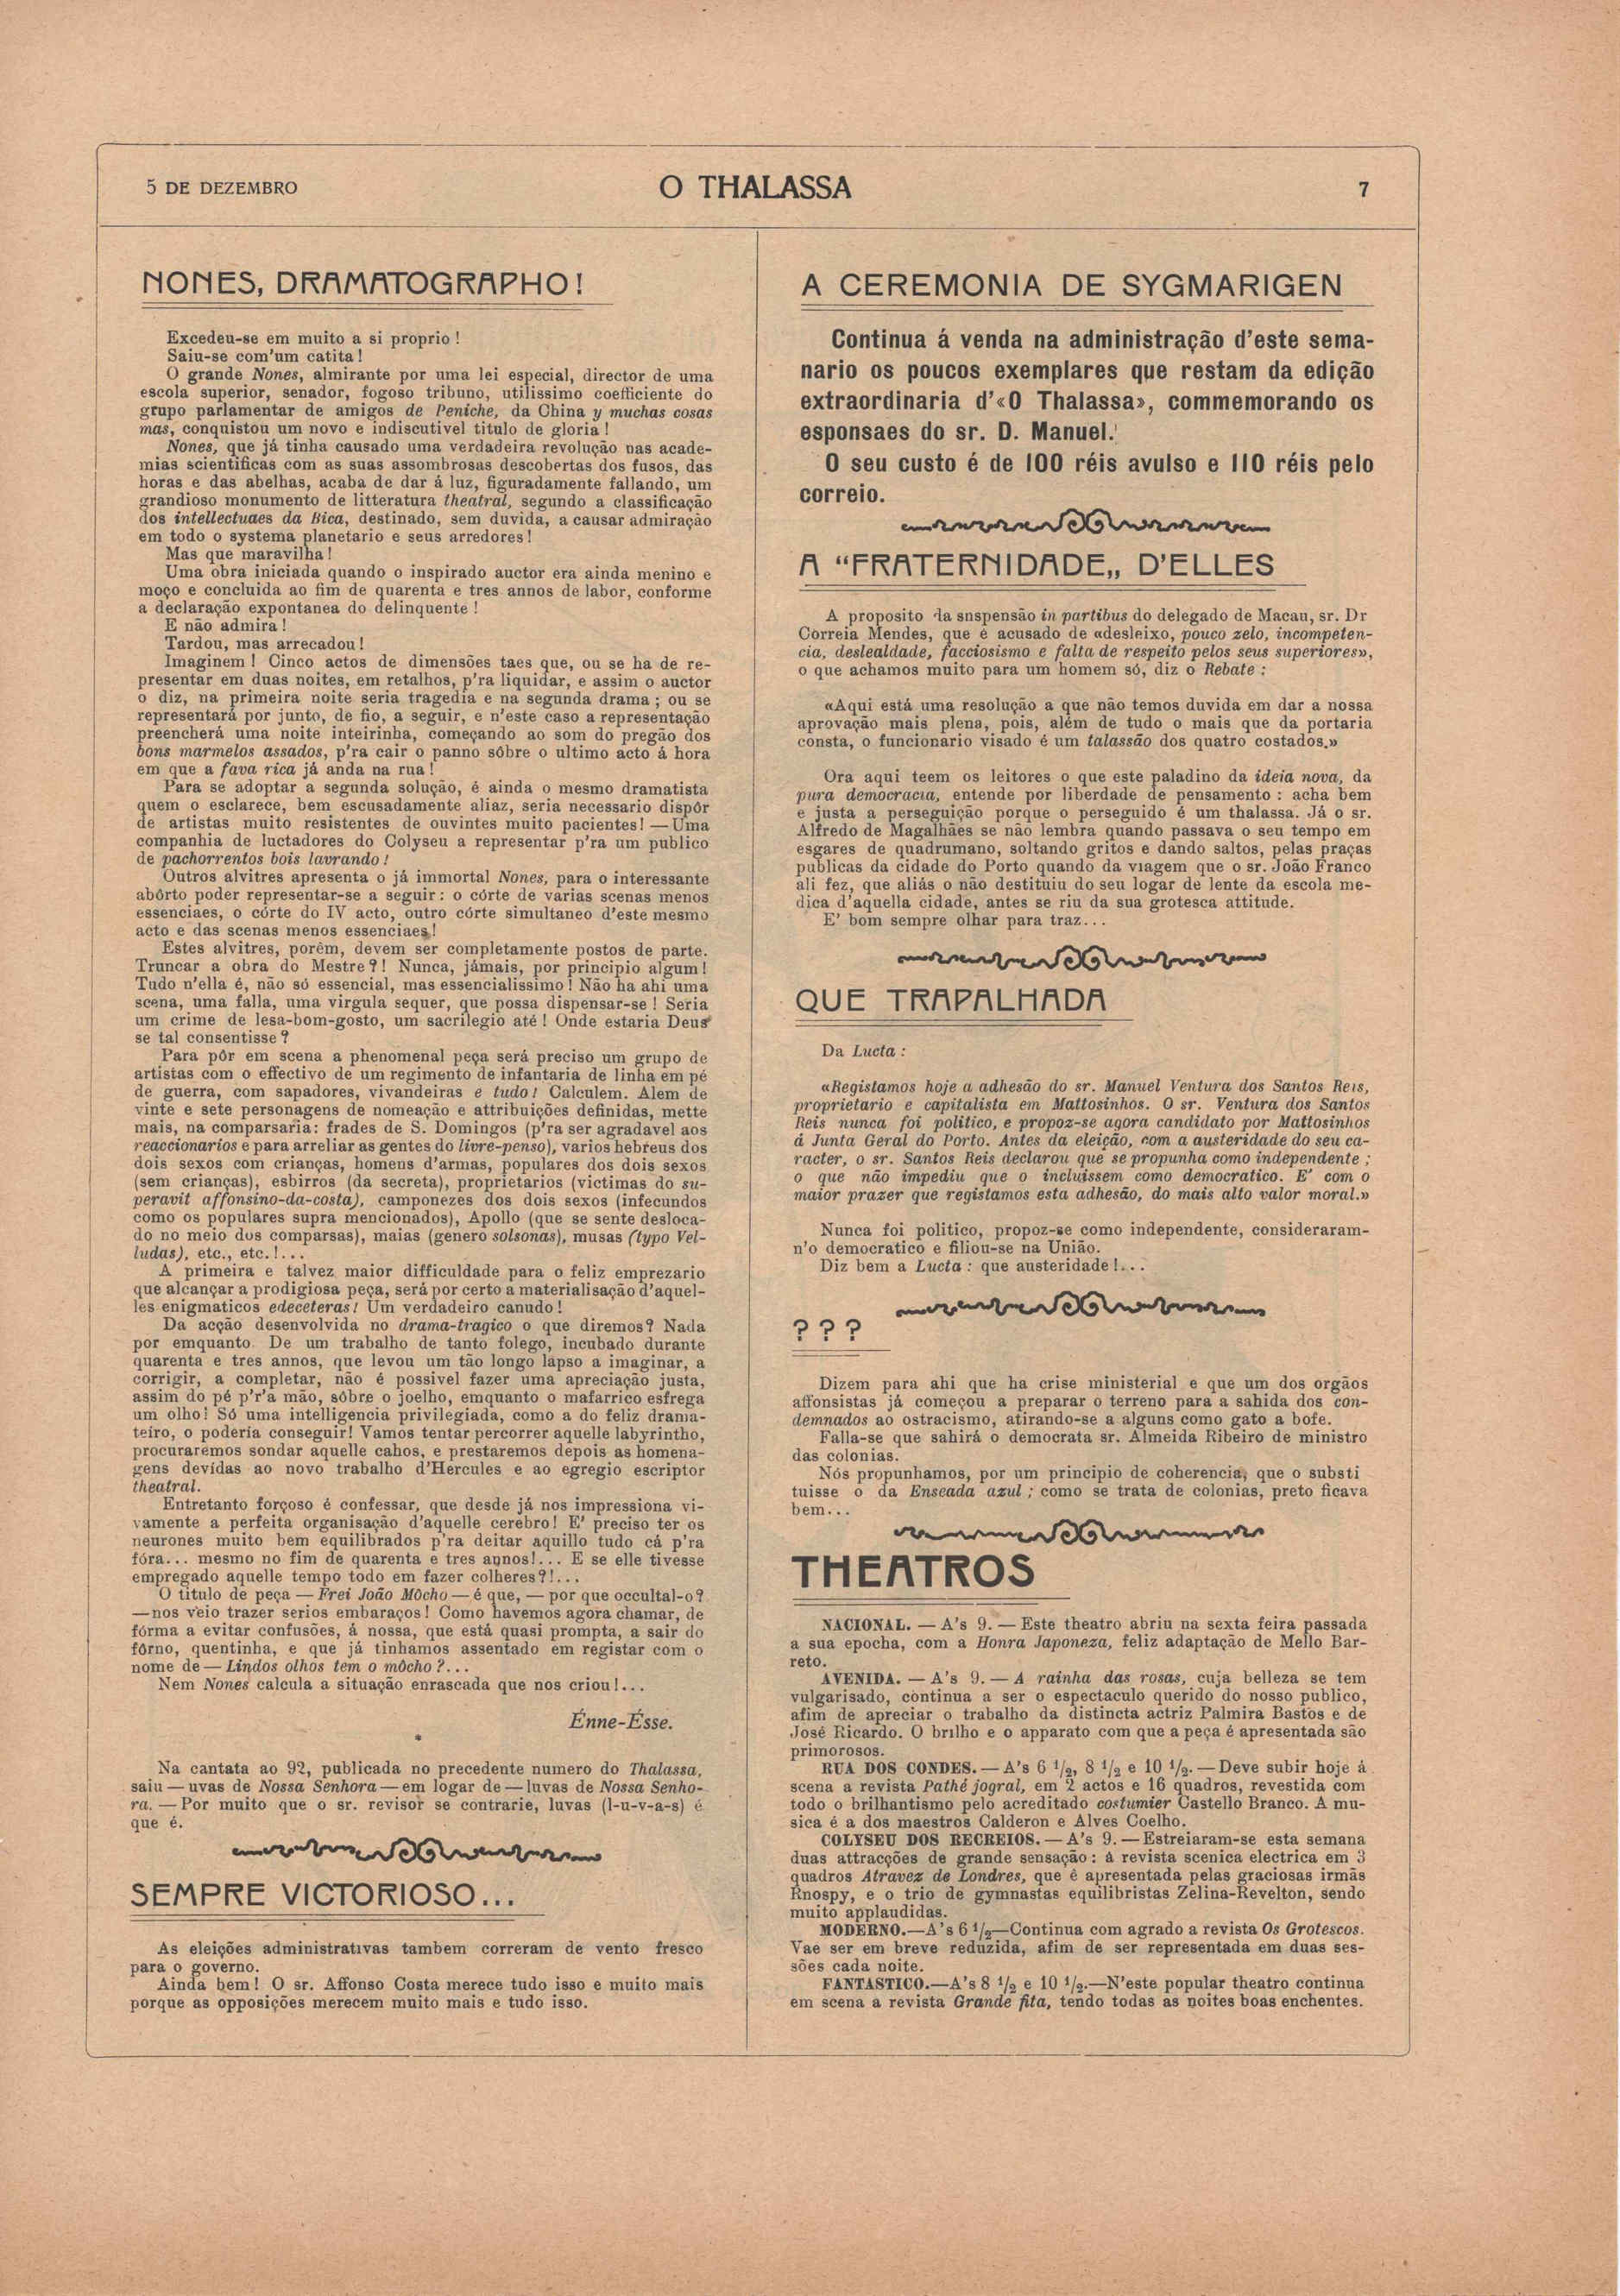 5 DE DEZEMBRO
O THALASSA
7
NONES, DRAMATOGRAPHO!
Excedeu-se em muito a si proprio!
Saiu-se com'um catita!
O grande Nones, almirante por uma lei especial, director de uma
escola superior, senador, fogoso tribuno, utilissimo coefficiente do
grupo parlamentar de amigos de Peniche, da China y muchas cosas
mas, conquistou um novo e indiscutivel titulo de gloria!
Nones, que já tinha causado uma verdadeira revolução nas acade-
mias scientificas com as suas assombrosas descobertas dos fusos, das
horas e das abelhas, acaba de dar á luz, figuradamente fallando, um
grandioso monumento de litteratura theatral, segundo a classificação
dos intellectuaes da Bica, destinado, sem duvida, a causar admiração
em todo o systema planetario e seus arredores!
Mas que maravilha!
Uma obra iniciada quando o inspirado auctor era ainda menino e
moço e concluida ao fim de quarenta e tres annos de labor, conforme
a declaração expontanea do delinquente!
E não admira!
Tardou, mas arrecadou!
Imaginem! Cinco actos de dimensões taes que, ou se ha de re-
presentar em duas noites, em retalhos, p'ra liquidar, e assim o auctor
o diz, na primeira noite seria tragedia e na segunda drama; ou se
representará por junto, de fio, a seguir, e n'este caso a representação
preencherá uma noite inteirinha, começando ao som do pregão dos
bons marmelos assados, p'ra cair o panno sôbre o ultimo acto á hora
em que a fava rica já anda na rua!
Para se adoptar a segunda solução, é ainda o mesmo dramatista
quem o esclarece, bem escusadamente aliaz, seria necessario dispôr
de artistas muito resistentes de ouvintes muito pacientes! — Uma
companhia de luctadores do Colyseu a representar p'ra um publico
de pachorrentos bois lavrando!
Outros alvitres apresenta o já immortal Nones, para o interessante
abôrto poder representar-se a seguir: o córte de varias scenas menos
essenciaes, o córte do IV acto, outro córte simultaneo d'este mesmo
acto e das scenas menos essenciaes!
Estes alvitres, porêm, devem ser completamente postos de parte.
Truncar a obra do Mestre?! Nunca, jámais, por principio algum!
Tudo n'ella é, não só essencial, mas essencialissimo! Não ha ahi uma
scena, uma falla, uma virgula sequer, que possa dispensar-se! Seria
um crime de lesa-bom-gosto, um sacrilegio até! Onde estaria Deus
se tal consentisse?
Para pôr em scena a phenomenal peça será preciso um grupo de
artistas com o effectivo de um regimento de infantaria de linha em pé
de guerra, com sapadores, vivandeiras e tudo! Calculem. Alem de
vinte e sete personagens de nomeação e attribuições definidas, mette
mais, na comparsaria: frades de S. Domingos (p'ra ser agradavel aos
reaccionarios e para arreliar as gentes do livre-penso), varios hebreus dos
dois sexos com crianças, homens d'armas, populares dos dois sexos
(sem crianças), esbirros (da secreta), proprietarios (victimas do su-
peravit affonsino-da-costa), camponezes dos dois sexos (infecundos
como os populares supra mencionados), Apollo (que se sente desloca-
do no meio dos comparsas), maias (genero solsonas), musas (typo Vel-
ludas), etc., etc.!...
A primeira e talvez maior difficuldade para o feliz emprezario
que alcançar a prodigiosa peça, será por certo a materialisação d'aquel-
les enigmaticos edeceteras! Um verdadeiro canudo!
Da acção desenvolvida no drama-tragico o que diremos? Nada
por emquanto. De um trabalho de tanto folego, incubado durante
quarenta e tres annos, que levou um tão longo lapso a imaginar, a
corrigir, a completar, não é possivel fazer uma apreciação justa,
assim do pé p'r'a mão, sôbre o joelho, emquanto o mafarrico esfrega
um olho! Só uma intelligencia privilegiada, como a do feliz drama-
teiro, o poderia conseguir! Vamos tentar percorrer aquelle labyrintho,
procuraremos sondar aquelle cahos, e prestaremos depois as homena-
gens devidas ao novo trabalho d'Hercules e ao egregio escriptor
theatral.
Entretanto forçoso é confessar, que desde já nos impressiona vi-
vamente a perfeita organisação d'aquelle cerebro! E' preciso ter os
neurones muito bem equilibrados p'ra deitar aquillo tudo cá p'ra
fóra... mesmo no fim de quarenta e tres annos!... E se elle tivesse
empregado aquelle tempo todo em fazer colheres?!...
O titulo de peça — Frei João Môcho — é que, — por que occultal-o?
— nos veio trazer serios embaraços! Como havemos agora chamar, de
fórma a evitar confusões, á nossa, que está quasi prompta, a sair do
fôrno, quentinha, e que já tinhamos assentado em registar com o
nome de — Lindos olhos tem o môcho?...
Nem Nones calcula a situação enrascada que nos criou!...
Énne-Ésse.
*
Na cantata ao 92, publicada no precedente numero do Thalassa,
saiu — uvas de Nossa Senhora — em logar de — luvas de Nossa Senho-
ra. — Por muito que o sr. revisor se contrarie, luvas (l-u-v-a-s) é
que é.
SEMPRE VICTORIOSO...
As eleições administrativas tambem correram de vento fresco
para o governo.
Ainda bem! O sr. Affonso Costa merece tudo isso e muito mais
porque as opposições merecem muito mais e tudo isso.
A CEREMONIA DE SYGMARIGEN
Continua á venda na administração d'este sema-
nario os poucos exemplares que restam da edição
extraordinaria d'«O Thalassa», commemorando os
esponsaes do sr. D. Manuel.
O seu custo é de 100 réis avulso e 110 réis pelo
correio.
A “FRATERNIDADE„ D'ELLES
A proposito da suspensão in partibus do delegado de Macau, sr. Dr
Correia Mendes, que é acusado de «desleixo, pouco zelo, incompeten-
cia, deslealdade, facciosismo e falta de respeito pelos seus superiores»,
o que achamos muito para um homem só, diz o Rebate:
«Aqui está uma resolução a que não temos duvida em dar a nossa
aprovação mais plena, pois, além de tudo o mais que da portaria
consta, o funcionario visado é um talassão dos quatro costados.»
Ora aqui teem os leitores o que este paladino da ideia nova, da
pura democracia, entende por liberdade de pensamento: acha bem
e justa a perseguição porque o perseguido é um thalassa. Já o sr.
Alfredo de Magalhães se não lembra quando passava o seu tempo em
esgares de quadrumano, soltando gritos e dando saltos, pelas praças
publicas da cidade do Porto quando da viagem que o sr. João Franco
ali fez, que aliás o não destituiu do seu logar de lente da escola me-
dica d'aquella cidade, antes se riu da sua grotesca attitude.
E' bom sempre olhar para traz...
QUE TRAPALHADA
Da Lucta:
«Registamos hoje a adhesão do sr. Manuel Ventura dos Santos Reis,
proprietario e capitalista em Mattosinhos. O sr. Ventura dos Santos
Reis nunca foi politico, e propoz-se agora candidato por Mattosinhos
á Junta Geral do Porto. Antes da eleição, com a austeridade do seu ca-
racter, o sr. Santos Reis declarou que se propunha como independente;
o que não impediu que o incluissem como democratico. E' com o
maior prazer que registamos esta adhesão, do mais alto valor moral.»
Nunca foi politico, propoz-se como independente, consideraram-
n'o democratico e filiou-se na União.
Diz bem a Lucta: que austeridade!...
???
Dizem para ahi que ha crise ministerial e que um dos orgãos
affonsistas já começou a preparar o terreno para a sahida dos con-
demnados ao ostracismo, atirando-se a alguns como gato a bofe.
Falla-se que sahirá o democrata sr. Almeida Ribeiro de ministro
das colonias.
Nós propunhamos, por um principio de coherencia, que o substi
tuisse o da Enseada azul; como se trata de colonias, preto ficava
bem...
THEATROS
NACIONAL. — A's 9. — Este theatro abriu na sexta feira passada
a sua epocha, com a Honra Japoneza, feliz adaptação de Mello Bar-
reto.
AVENIDA. — A's 9. — A rainha das rosas, cuja belleza se tem
vulgarisado, continua a ser o espectaculo querido do nosso publico,
afim de apreciar o trabalho da distincta actriz Palmira Bastos e de
José Ricardo. O brilho e o apparato com que a peça é apresentada são
primorosos.
RUA DOS CONDES. — A's 6 1/2, 8 1/2 e 10 1/2. — Deve subir hoje á
scena a revista Pathé jogral, em 2 actos e 16 quadros, revestida com
todo o brilhantismo pelo acreditado costumier Castello Branco. A mu-
sica é a dos maestros Calderon e Alves Coelho.
COLYSEU DOS RECREIOS. — A's 9. — Estreiaram-se esta semana
duas attracções de grande sensação: á revista scenica electrica em 3
quadros Atravez de Londres, que é apresentada pelas graciosas irmãs
Knospy, e o trio de gymnastas equilibristas Zelina-Revelton, sendo
muito applaudidas.
MODERNO.—A's 6 1/2—Continua com agrado a revista Os Grotescos.
Vae ser em breve reduzida, afim de ser representada em duas ses-
sões cada noite.
FANTASTICO.—A's 8 1/2 e 10 1/2.—N'este popular theatro continua
em scena a revista Grande fita, tendo todas as noites boas enchentes.